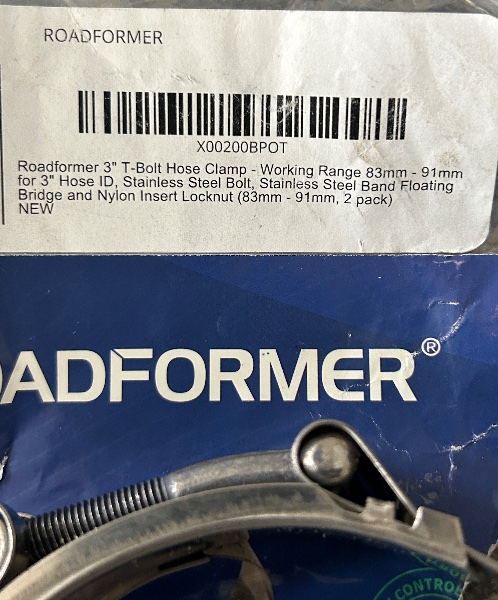 ROADFORMER
X00200BPOT
Roadformer 3" T-Bolt Hose Clamp - Working Range 83mm - 91mm
for 3" Hose ID, Stainless Steel Bolt, Stainless Steel Band Floating
Bridge and Nylon Insert Locknut (83mm - 91mm, 2 pack)
NEW
OADFORMER®
CONTROL